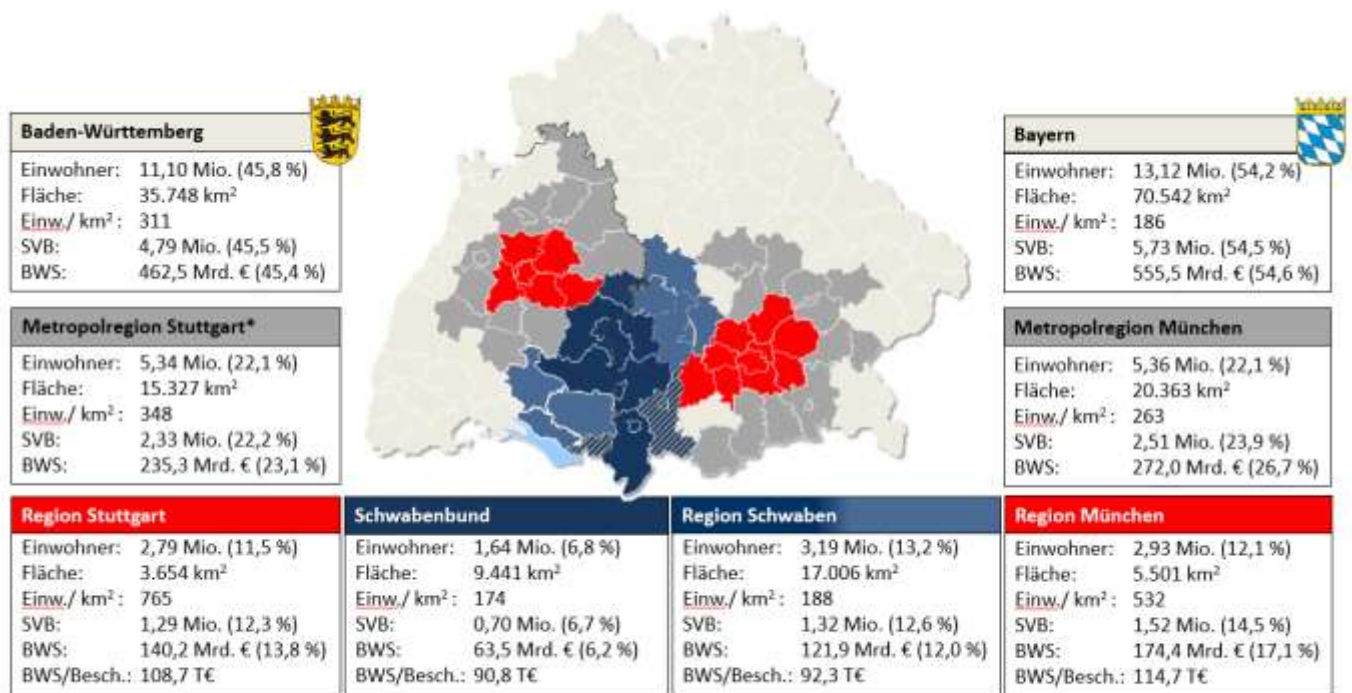 Baden-Württemberg
Einwohner: 11,10 Mio. (45,8 %)
Fläche: 35.748 km²
Einw./ km² : 311
SVB: 4,79 Mio. (45,5 %)
BWS: 462,5 Mrd. € (45,4 %)
Bayern
Einwohner: 13,12 Mio. (54,2 %)
Fläche: 70.542 km²
Einw./ km² : 186
SVB: 5,73 Mio. (54,5 %)
BWS: 555,5 Mrd. € (54,6 %)
Metropolregion Stuttgart*
Einwohner: 5,34 Mio. (22,1 %)
Fläche: 15.327 km²
Einw./ km² : 348
SVB: 2,33 Mio. (22,2 %)
BWS: 235,3 Mrd. € (23,1 %)
Metropolregion München
Einwohner: 5,36 Mio. (22,1 %)
Fläche: 20.363 km²
Einw./ km² : 263
SVB: 2,51 Mio. (23,9 %)
BWS: 272,0 Mrd. € (26,7 %)
Region Stuttgart
Einwohner: 2,79 Mio. (11,5 %)
Fläche: 3.654 km²
Einw./ km² : 765
SVB: 1,29 Mio. (12,3 %)
BWS: 140,2 Mrd. € (13,8 %)
BWS/Besch.: 108,7 T€
Schwabenbund
Einwohner: 1,64 Mio. (6,8 %)
Fläche: 9.441 km²
Einw./ km² : 174
SVB: 0,70 Mio. (6,7 %)
BWS: 63,5 Mrd. € (6,2 %)
BWS/Besch.: 90,8 T€
Region Schwaben
Einwohner: 3,19 Mio. (13,2 %)
Fläche: 17.006 km²
Einw./ km² : 188
SVB: 1,32 Mio. (12,6 %)
BWS: 121,9 Mrd. € (12,0 %)
BWS/Besch.: 92,3 T€
Region München
Einwohner: 2,93 Mio. (12,1 %)
Fläche: 5.501 km²
Einw./ km² : 532
SVB: 1,52 Mio. (14,5 %)
BWS: 174,4 Mrd. € (17,1 %)
BWS/Besch.: 114,7 T€